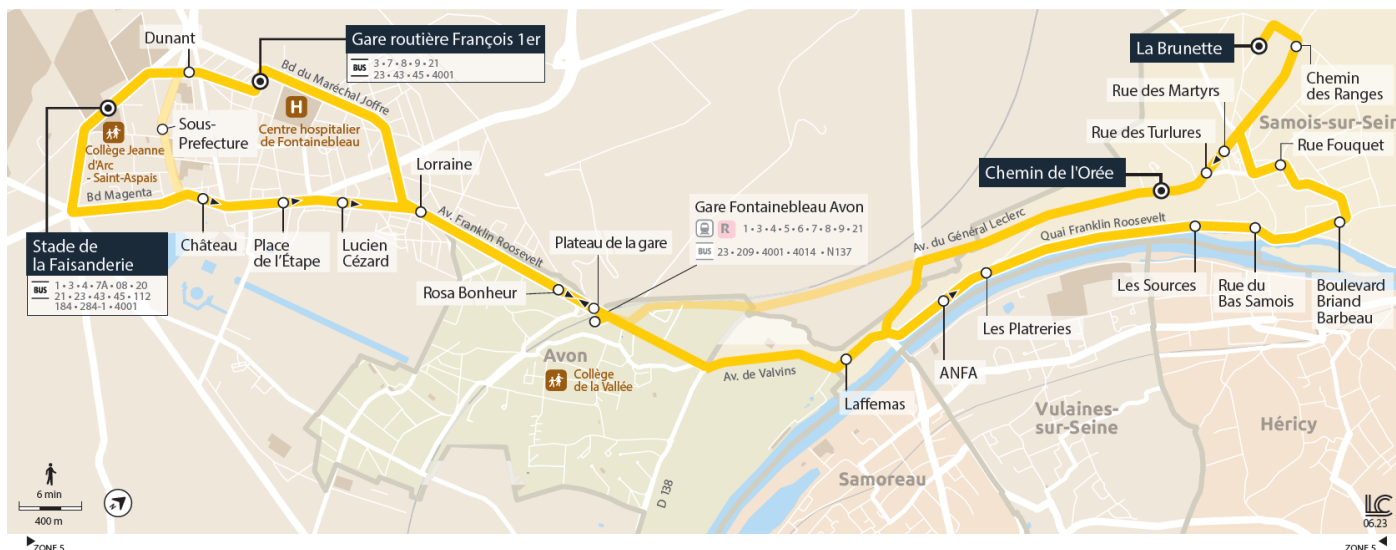 Dunant
Gare routière François 1er
BUS 3 • 7 • 8 • 9 • 21
23 • 43 • 45 • 4001
Bd du Maréchal Joffre
H
Centre hospitalier
de Fontainebleau
Sous-
Prefecture
Collège Jeanne
d'Arc
- Saint-Aspais
Bd Magenta
Stade de
la Faisanderie
BUS 1 • 3 • 4 • 7A • 08 • 20
21 • 23 • 43 • 45 • 112
184 • 284-1 • 4001
Château
Place
de l'Étape
Lucien
Cézard
Lorraine
Av. Franklin Roosevelt
Rosa Bonheur
Plateau de la gare
Gare Fontainebleau Avon
R 1 • 3 • 4 • 5 • 6 • 7 • 8 • 9 • 21
BUS 23 • 209 • 4001 • 4014 • N137
Avon
Collège
de la Vallée
D 138
Av. de Valvins
Laffemas
La Brunette
Chemin
des Ranges
Rue des Martyrs
Samois-sur-Sein
Rue des Turlures
Rue Fouquet
Chemin de l'Orée
Av. du Général Leclerc
Quai Franklin Roosevelt
Les Sources
Rue du
Bas Samois
Boulevard
Briand
Barbeau
Les Platreries
ANFA
Vulaines-
sur-Seine
Héricy
Samoreau
6 min
400 m
LC
06.23
ZONE 5
ZONE 5